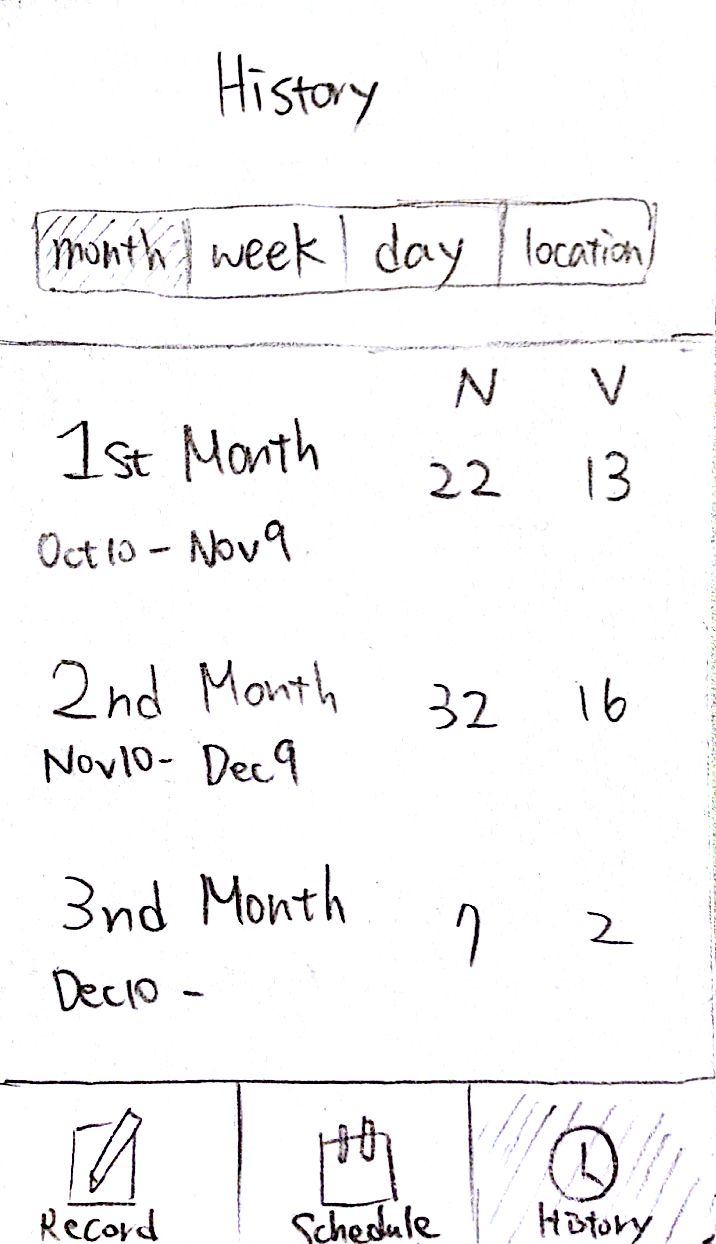 History
month week day location
N V
1st Month 22 13
Oct10 - Nov9
2nd Month 32 16
Nov10- Dec9
3nd Month 7 2
Dec10 -
Record Schedule History